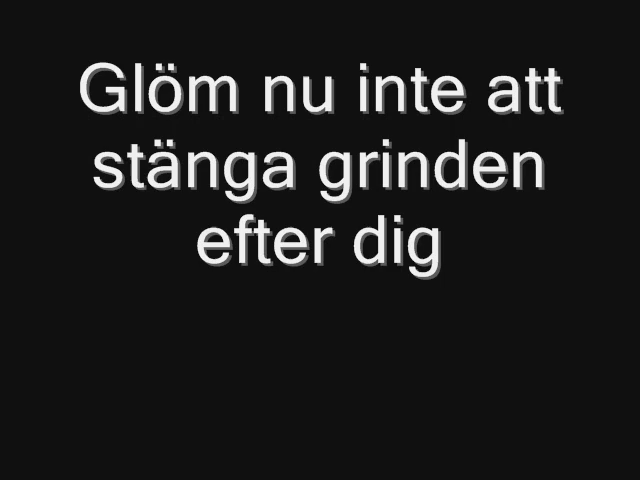 Glöm nu inte att
stänga grinden
efter dig